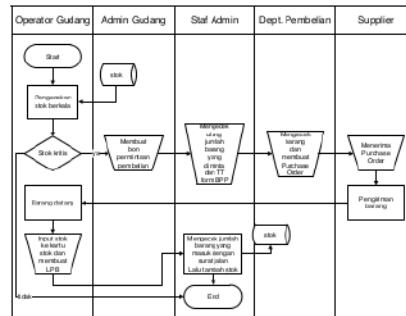 Operator Gudang
Admin Gudang
Staf Admin
Dept. Pembelian
Supplier
Start
stok
Pengecekan
stok berkala
Stok kritis
ya
Membuat
bon
permintaan
pembelian
Mengecek
ulang
jumlah
barang
yang
diminta
dan TT
form BPP
Mengecek
barang dan
membuat
Purchase
Order
Menerima
Purchase
Order
Barang datang
Pengiriman
barang
Input stok
ke kartu
stok dan
membuat
LPB
Mengecek jumlah
barang yang
masuk dengan
surat jalan
Lalu tambah stok
stok
tidak
End